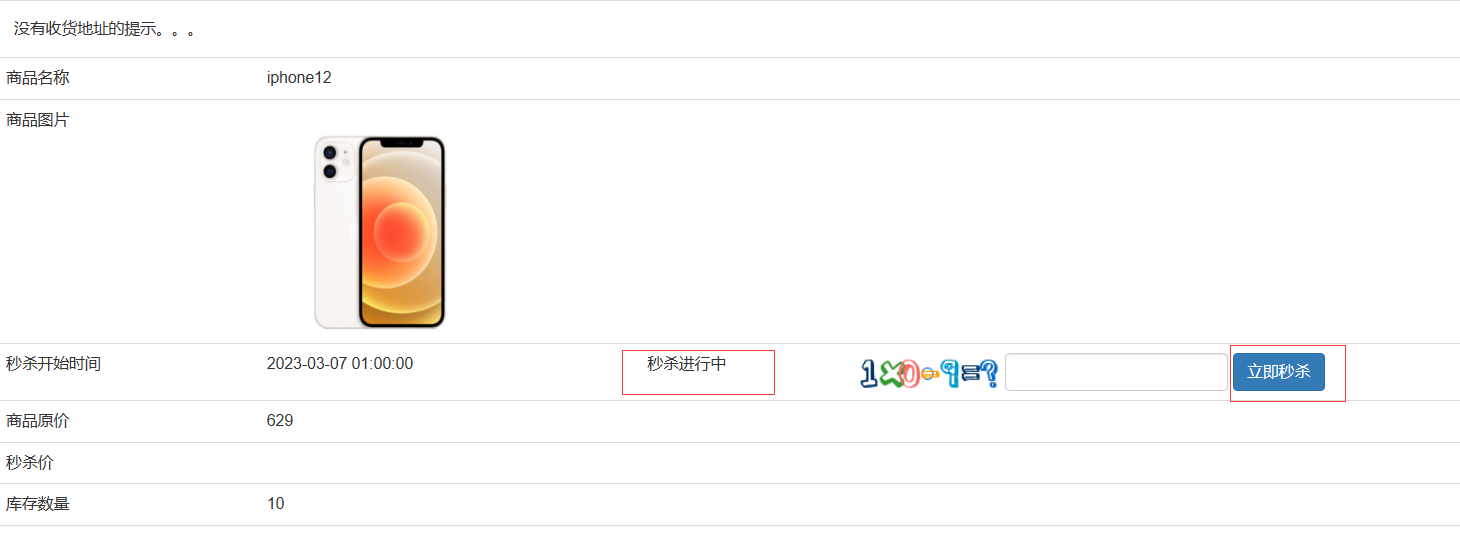 没有收货地址的提示。。。
商品名称 iphone12
商品图片
秒杀开始时间 2023-03-07 01:00:00 秒杀进行中 1X0-9=? 立即秒杀
商品原价 629
秒杀价
库存数量 10